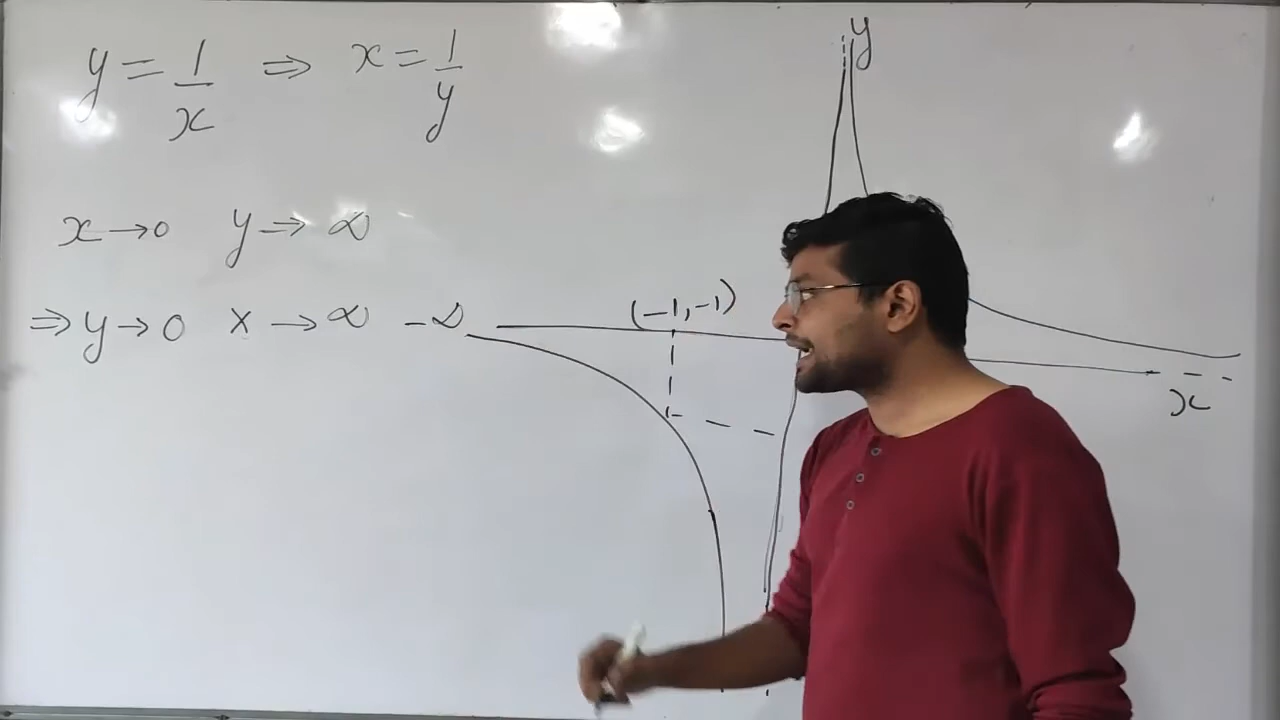 y = 1/x ⇒ x = 1/y
x → 0 y ⇒ ∞
⇒ y → 0 x → ∞ -∞
y
(-1,-1)
x